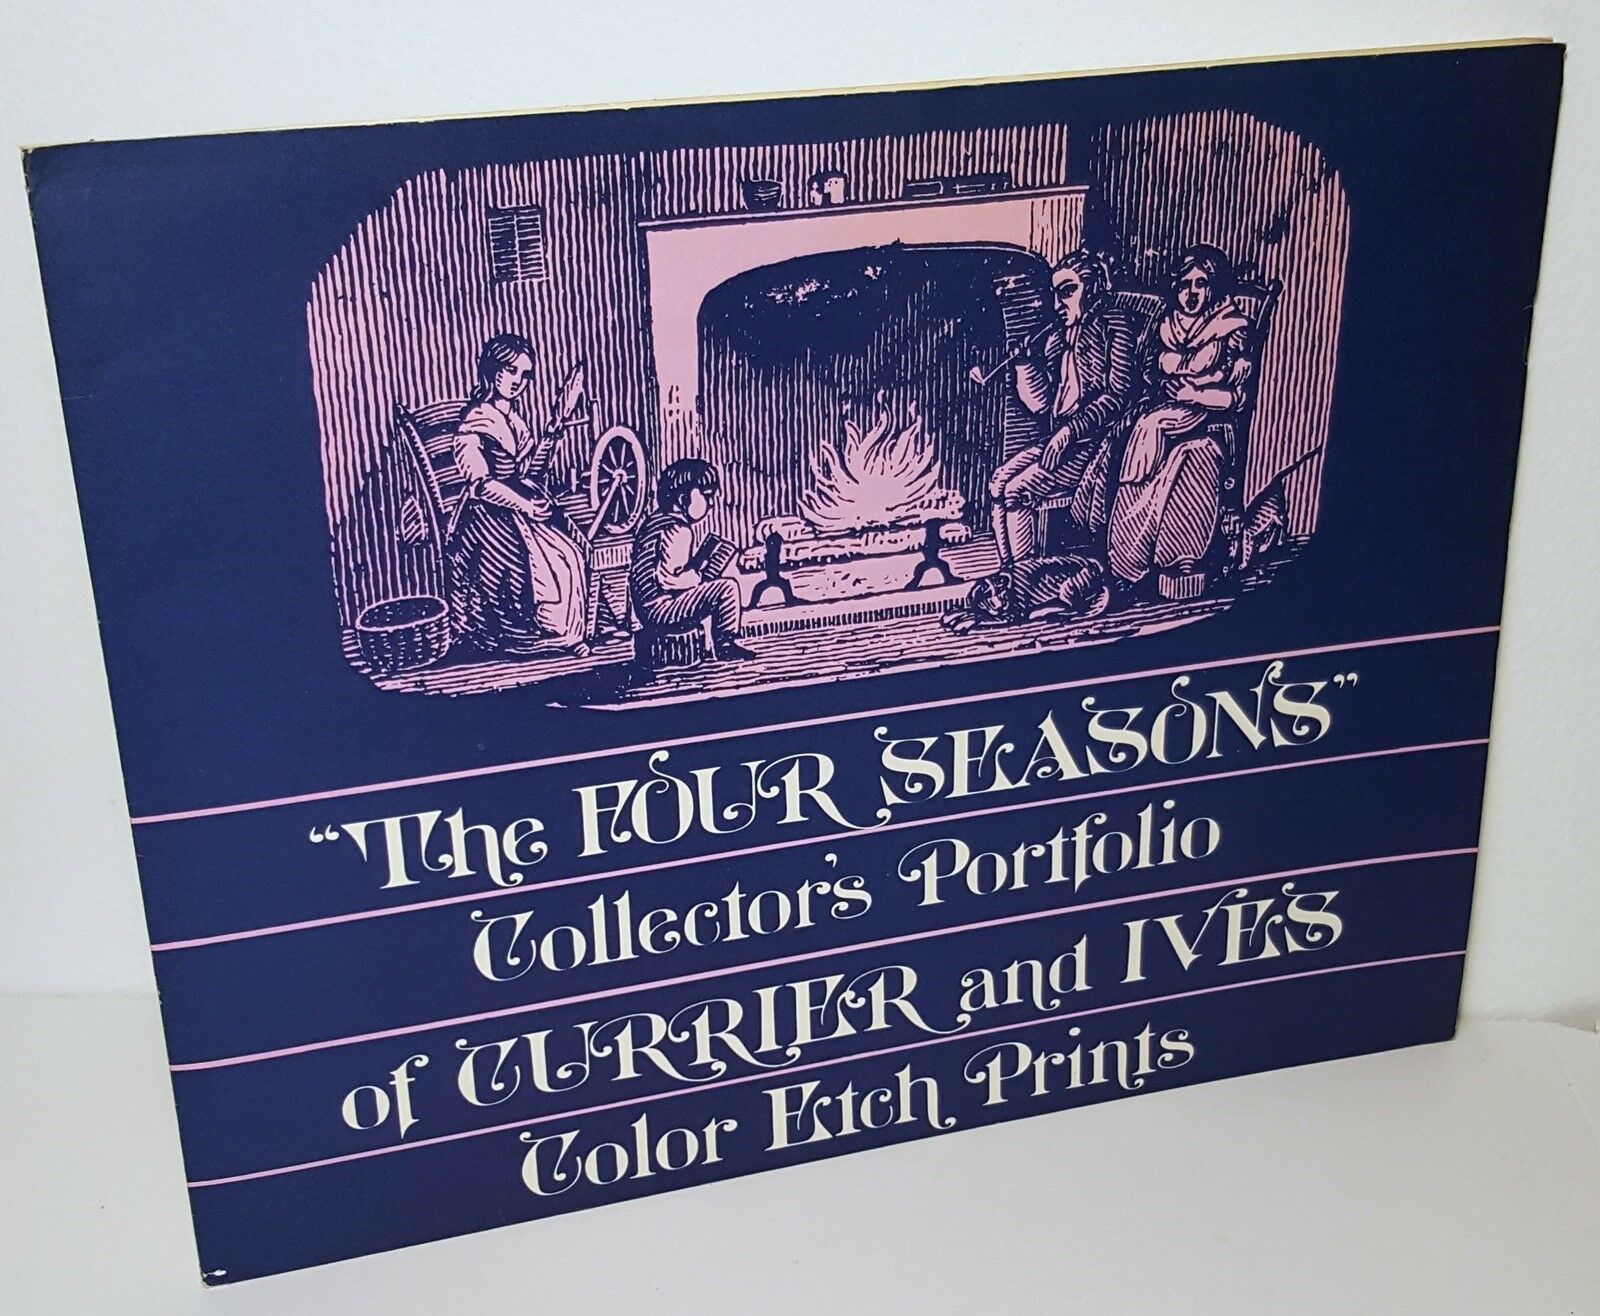 “The FOUR SEASONS”
Collector's Portfolio
of CURRIER and IVES
Color Etch Prints